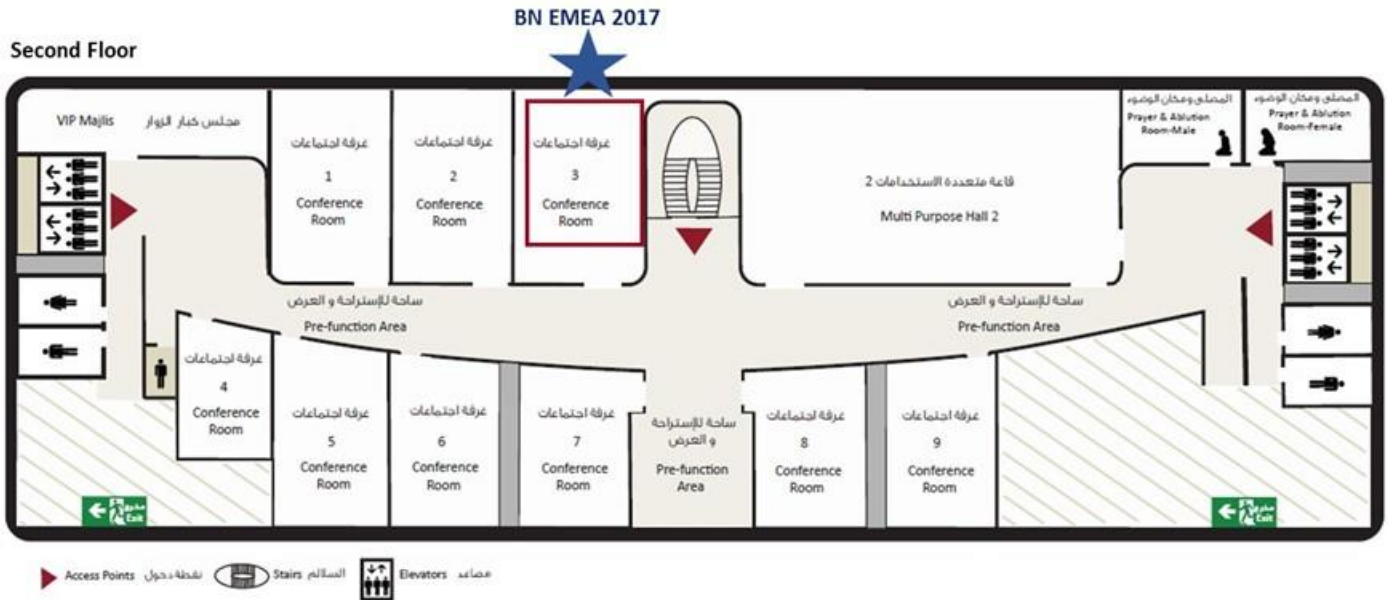 BN EMEA 2017
Second Floor
VIP Majlis مجلس كبار الزوار
غرفة اجتماعات
1
Conference
Room
غرفة اجتماعات
2
Conference
Room
غرفة اجتماعات
3
Conference
Room
قاعة متعددة الاستخدامات 2
Multi Purpose Hall 2
المصلى ومكان الوضوء
Prayer & Ablution
Room-Male
المصلى ومكان الوضوء
Prayer & Ablution
Room-Female
ساحة للإستراحة و العرض
Pre-function Area
ساحة للإستراحة و العرض
Pre-function Area
غرفة اجتماعات
4
Conference
Room
غرفة اجتماعات
5
Conference
Room
غرفة اجتماعات
6
Conference
Room
غرفة اجتماعات
7
Conference
Room
ساحة للإستراحة
و العرض
Pre-function
Area
غرفة اجتماعات
8
Conference
Room
غرفة اجتماعات
9
Conference
Room
مخرج
Exit
مخرج
Exit
Access Points نقطة دخول Stairs السلالم Elevators مصاعد